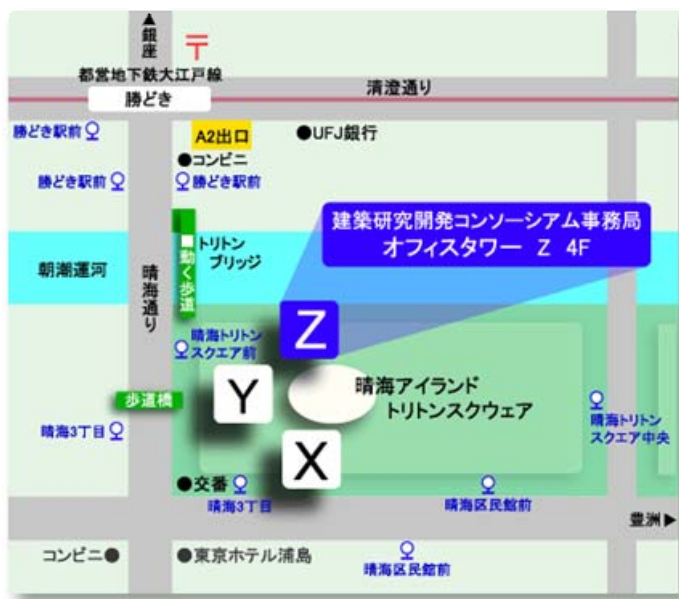 ▲銀座
〒
都営地下鉄大江戸線
勝どき
清澄通り
勝どき駅前
A2出口
●UFJ銀行
●コンビニ
勝どき駅前
勝どき駅前
建築研究開発コンソーシアム事務局
オフィスタワー Z 4F
トリトン
ブリッジ
■動く歩道
朝潮運河
晴海通り
晴海トリトン
スクエア前
Z
Y
X
晴海アイランド
トリトンスクウェア
歩道橋
晴海3丁目
晴海トリトン
スクエア中央
●交番
晴海3丁目
晴海区民館前
豊洲▶
コンビニ●
●東京ホテル浦島
晴海区民館前